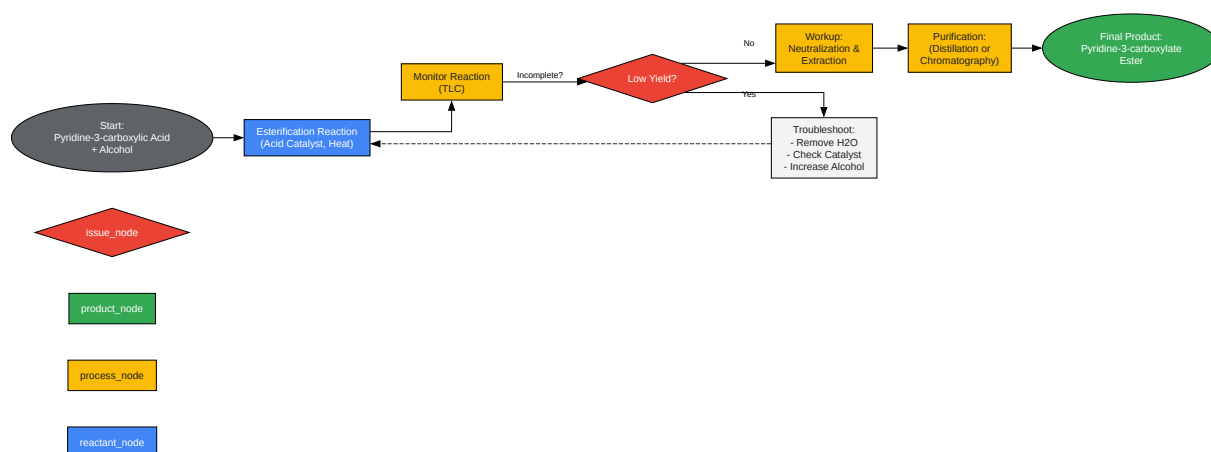 Start:
Pyridine-3-carboxylic Acid
+ Alcohol
Esterification Reaction
(Acid Catalyst, Heat)
Monitor Reaction
(TLC)
Incomplete?
Low Yield?
No
Yes
Workup:
Neutralization &
Extraction
Purification:
(Distillation or
Chromatography)
Final Product:
Pyridine-3-carboxylate
Ester
Troubleshoot:
- Remove H2O
- Check Catalyst
- Increase Alcohol
issue_node
product_node
process_node
reactant_node